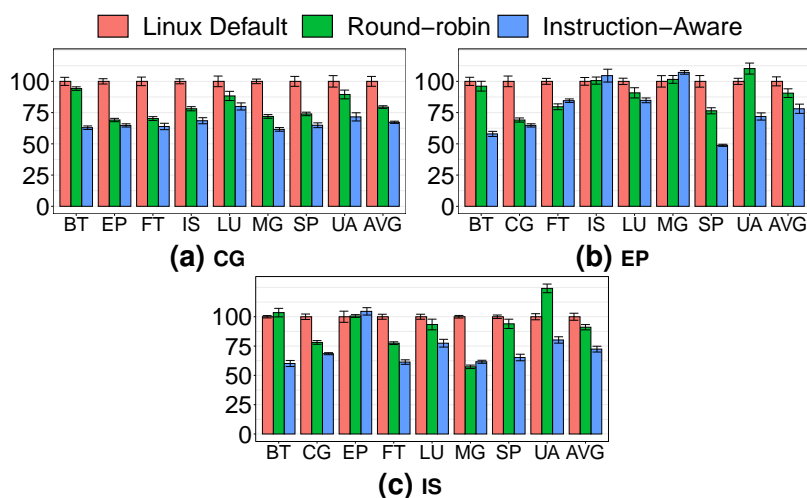 Linux Default Round−robin Instruction−Aware
100
75
50
25
0
BT EP FT IS LU MG SP UA AVG
(a) CG
100
75
50
25
0
BT CG FT IS LU MG SP UA AVG
(b) EP
100
75
50
25
0
BT CG EP FT LU MG SP UA AVG
(c) IS